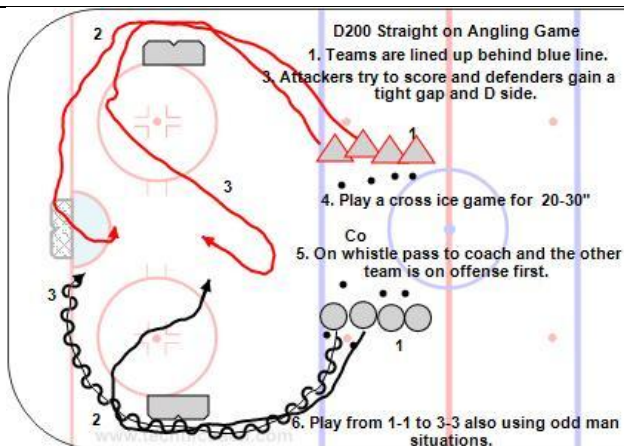 D200 Straight on Angling Game
1. Teams are lined up behind blue line.
3. Attackers try to score and defenders gain a
tight gap and D side.
2
1
3
4. Play a cross ice game for 20-30"
Co
5. On whistle pass to coach and the other
team is on offense first.
3
1
2
6. Play from 1-1 to 3-3 also using odd man
situations.